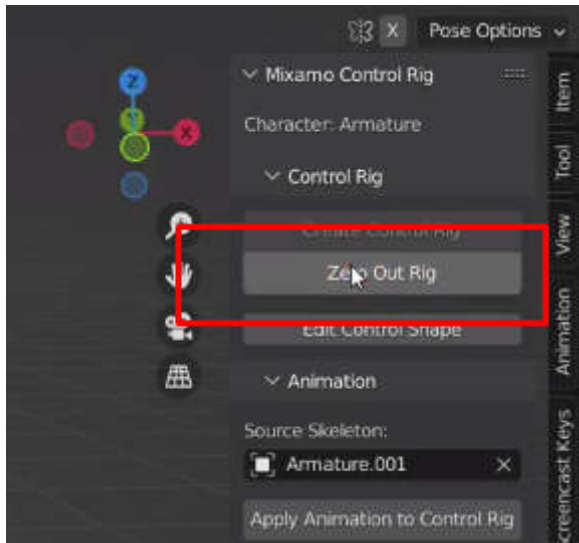 X Pose Options
Mixamo Control Rig
Z
Y
X
Character: Armature
Control Rig
Create Control Rig
Zero Out Rig
Edit Control Shape
Animation
Source Skeleton:
Armature.001
Apply Animation to Control Rig
Item
Tool
View
Animation
Screencast Keys